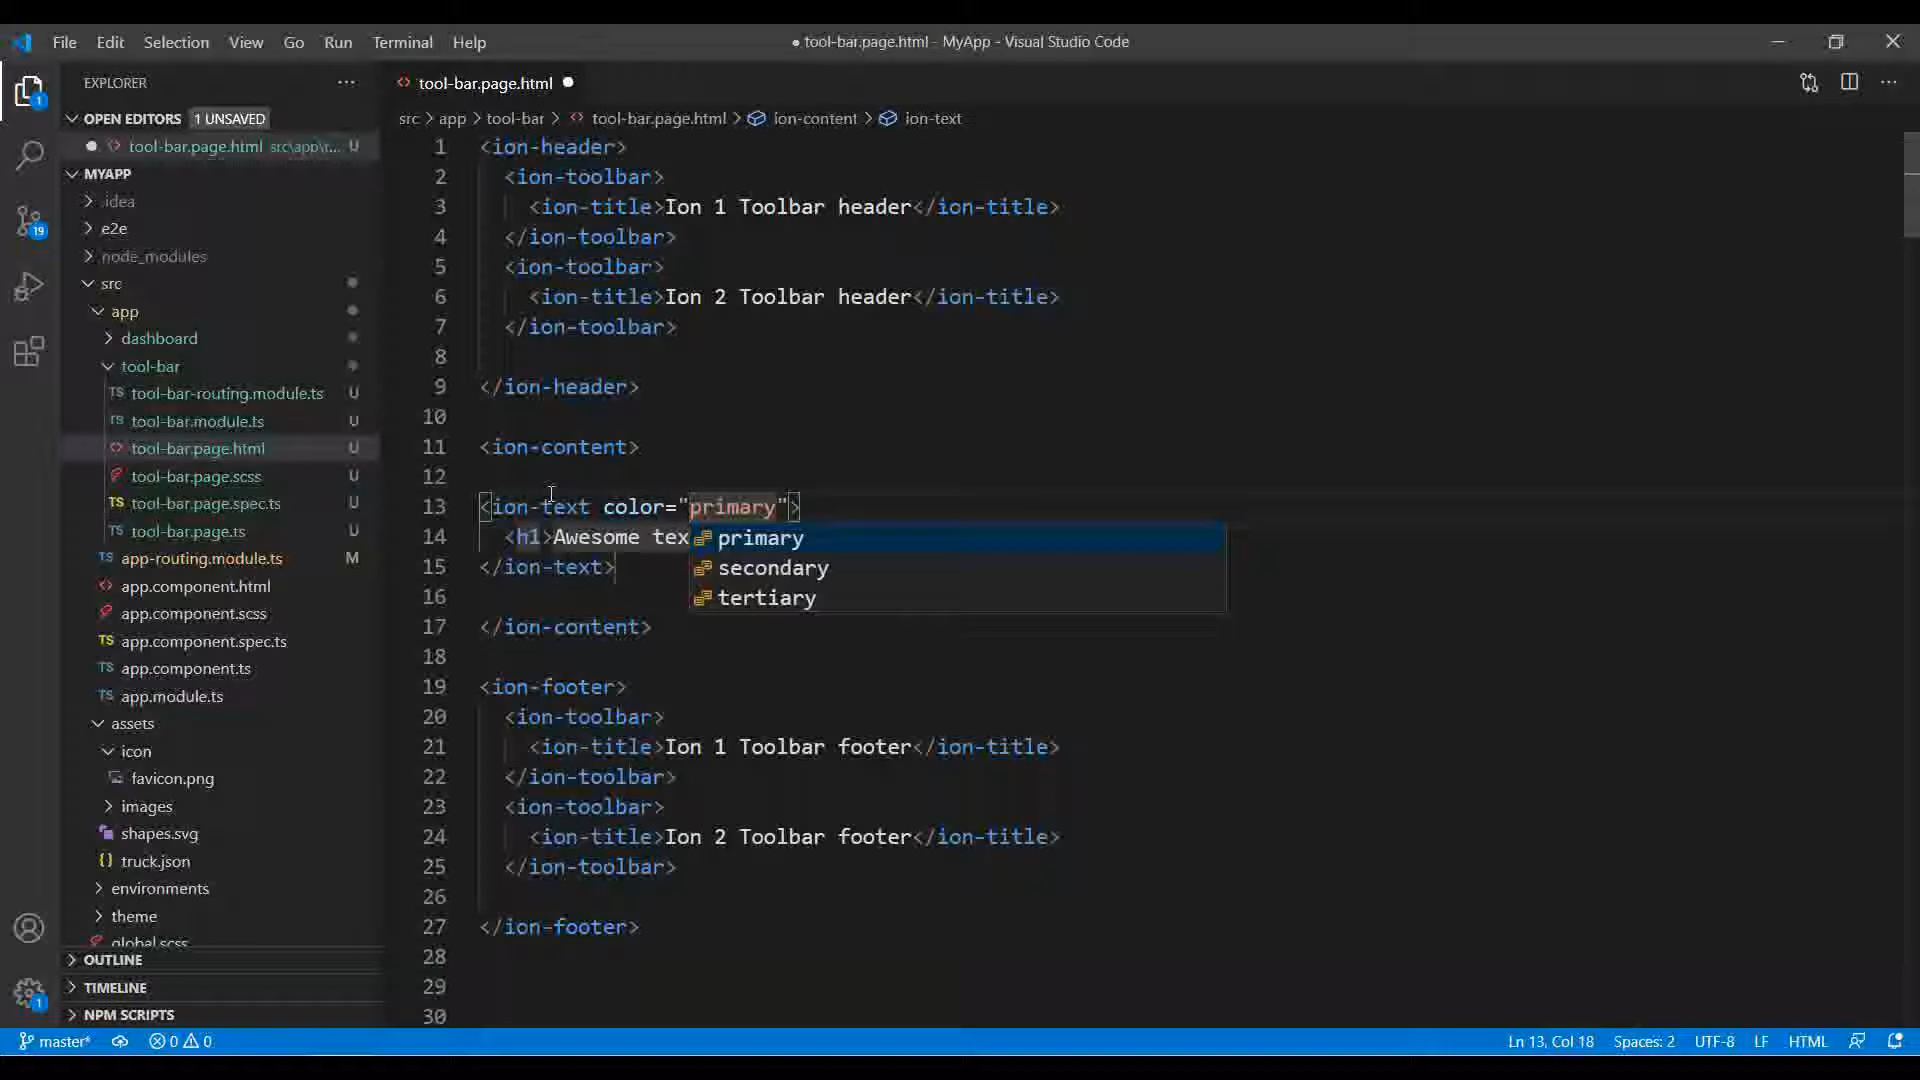 File Edit Selection View Go Run Terminal Help
● tool-bar.page.html - MyApp - Visual Studio Code
EXPLORER
OPEN EDITORS 1 UNSAVED
tool-bar.page.html src\app\t... U
MYAPP
.idea
e2e
node_modules
src
app
dashboard
tool-bar
TS tool-bar-routing.module.ts U
TS tool-bar.module.ts U
tool-bar.page.html U
tool-bar.page.scss U
TS tool-bar.page.spec.ts U
TS tool-bar.page.ts U
TS app-routing.module.ts M
app.component.html
app.component.scss
TS app.component.spec.ts
TS app.component.ts
TS app.module.ts
assets
icon
favicon.png
images
shapes.svg
{} truck.json
environments
theme
global.scss
OUTLINE
TIMELINE
NPM SCRIPTS
1
19
1
tool-bar.page.html
src > app > tool-bar > tool-bar.page.html > ion-content > ion-text
1 <ion-header>
2 <ion-toolbar>
3 <ion-title>Ion 1 Toolbar header</ion-title>
4 </ion-toolbar>
5 <ion-toolbar>
6 <ion-title>Ion 2 Toolbar header</ion-title>
7 </ion-toolbar>
8
9 </ion-header>
10
11 <ion-content>
12
13 <ion-text color="primary">
14 <h1>Awesome tex
primary
secondary
tertiary
15 </ion-text>
16
17 </ion-content>
18
19 <ion-footer>
20 <ion-toolbar>
21 <ion-title>Ion 1 Toolbar footer</ion-title>
22 </ion-toolbar>
23 <ion-toolbar>
24 <ion-title>Ion 2 Toolbar footer</ion-title>
25 </ion-toolbar>
26
27 </ion-footer>
28
29
30
master* 0 0
Ln 13, Col 18 Spaces: 2 UTF-8 LF HTML